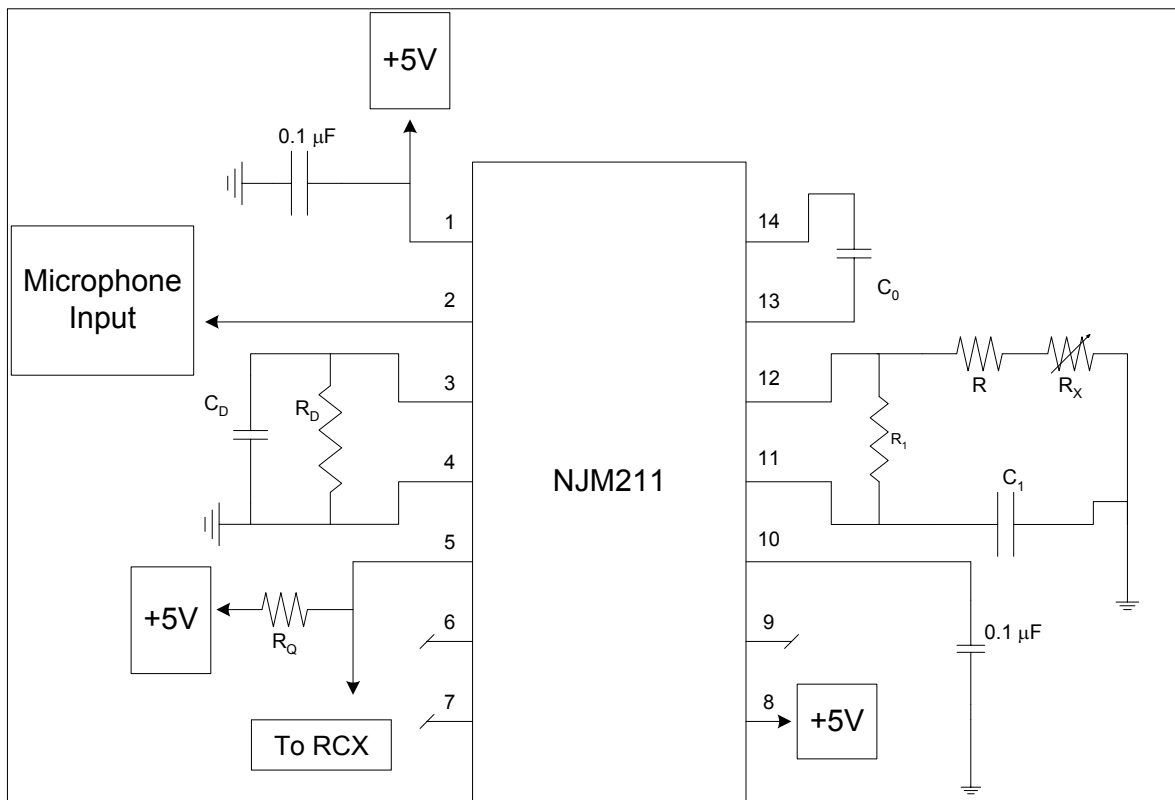 +5V
0.1 μF
1
14
Microphone
Input
2
13
C0
3
12
R
RX
CD
RD
R1
4
11
C1
NJM211
5
10
+5V
RQ
6
9
0.1 μF
7
8
+5V
To RCX